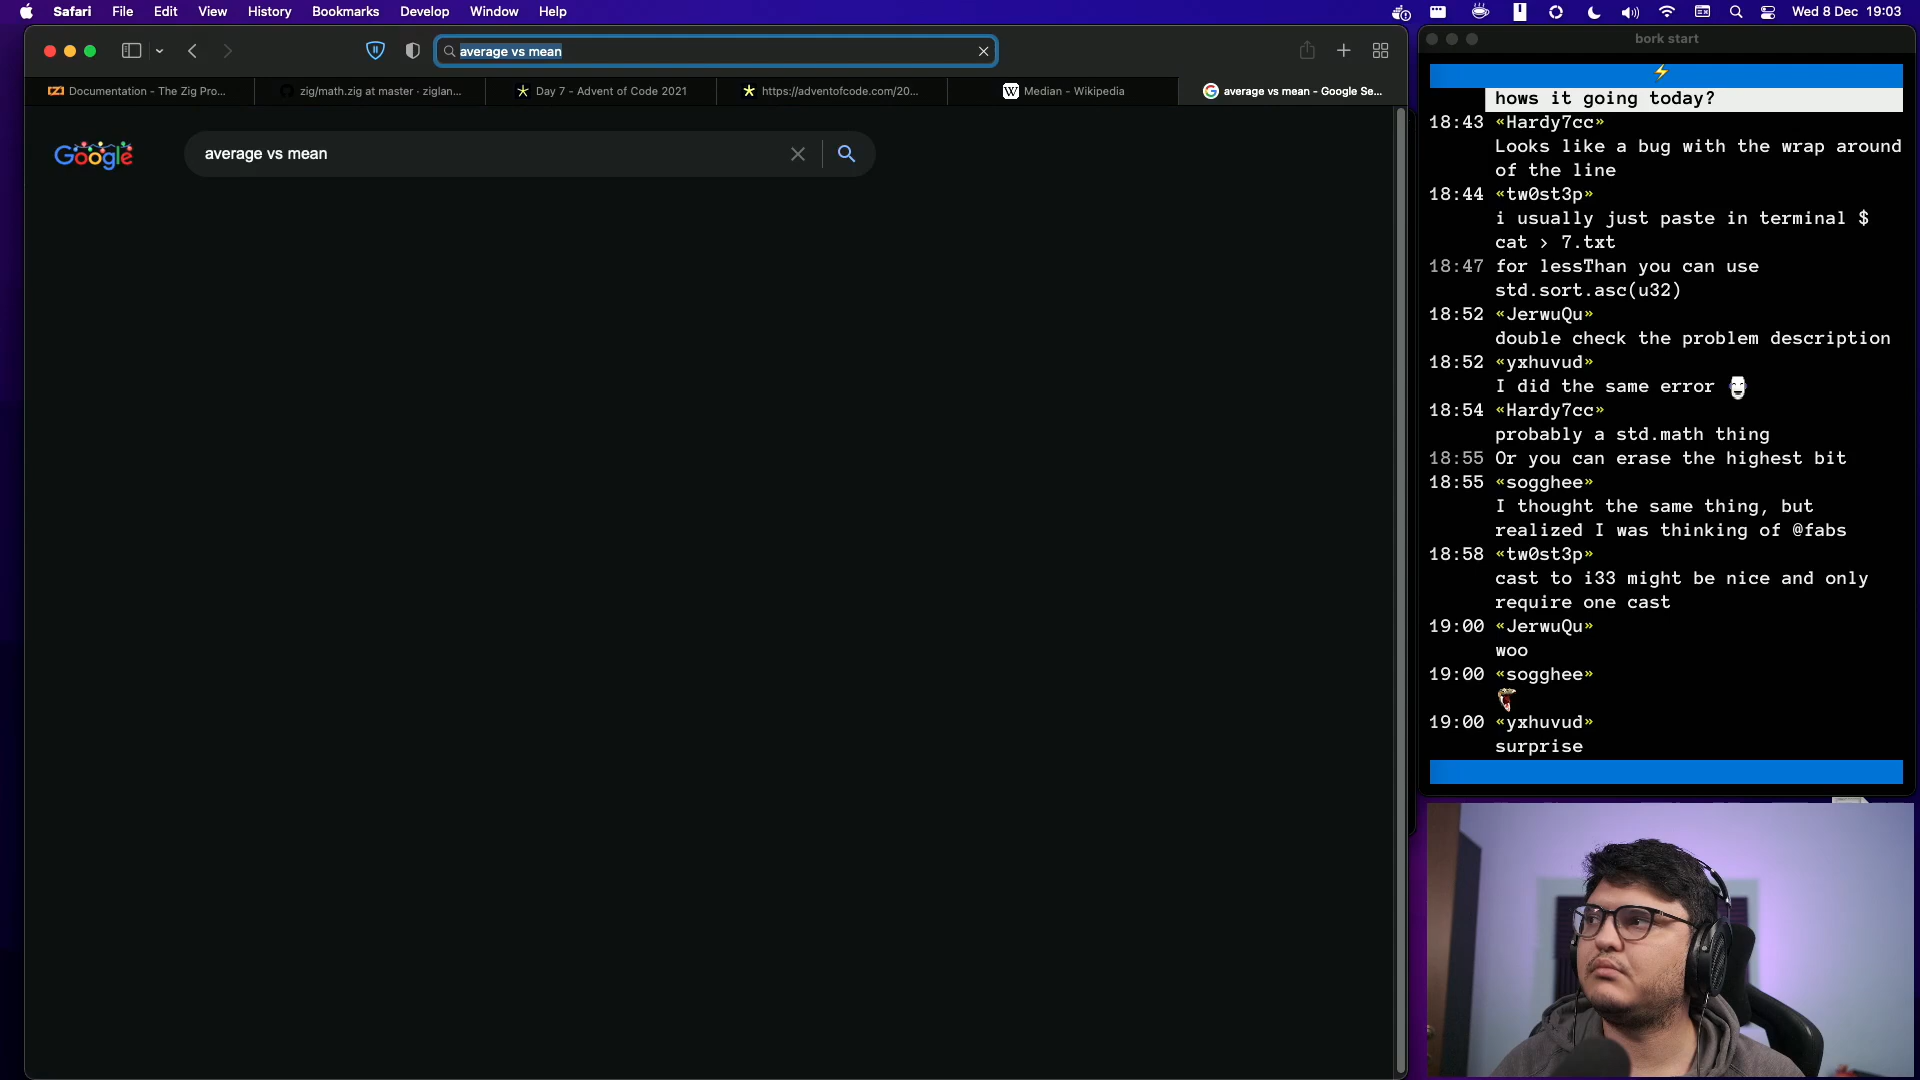 Safari File Edit View History Bookmarks Develop Window Help Wed 8 Dec 19:03
average vs mean
Documentation - The Zig Pro... zig/math.zig at master · ziglan... Day 7 - Advent of Code 2021 https://adventofcode.com/20... Median - Wikipedia average vs mean - Google Se...
Google average vs mean
bork start
hows it going today?
18:43 «Hardy7cc»
Looks like a bug with the wrap around
of the line
18:44 «tw0st3p»
i usually just paste in terminal $
cat > 7.txt
18:47 for lessThan you can use
std.sort.asc(u32)
18:52 «JerwuQu»
double check the problem description
18:52 «yxhuvud»
I did the same error
18:54 «Hardy7cc»
probably a std.math thing
18:55 Or you can erase the highest bit
18:55 «sogghee»
I thought the same thing, but
realized I was thinking of @fabs
18:58 «tw0st3p»
cast to i33 might be nice and only
require one cast
19:00 «JerwuQu»
woo
19:00 «sogghee»
19:00 «yxhuvud»
surprise